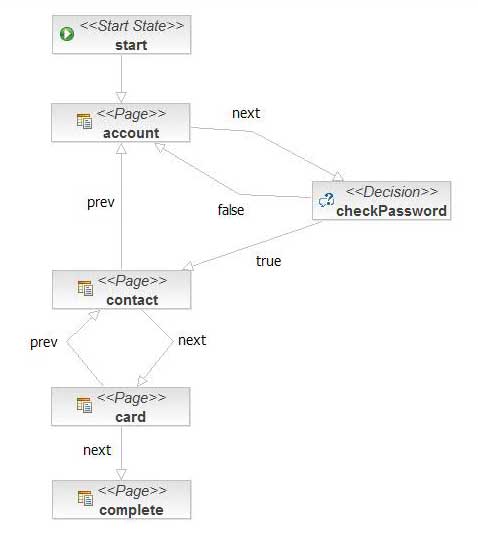 <<Start State>>
start
<<Page>>
account
next
<<Decision>>
checkPassword
prev
false
true
<<Page>>
contact
prev
next
<<Page>>
card
next
<<Page>>
complete